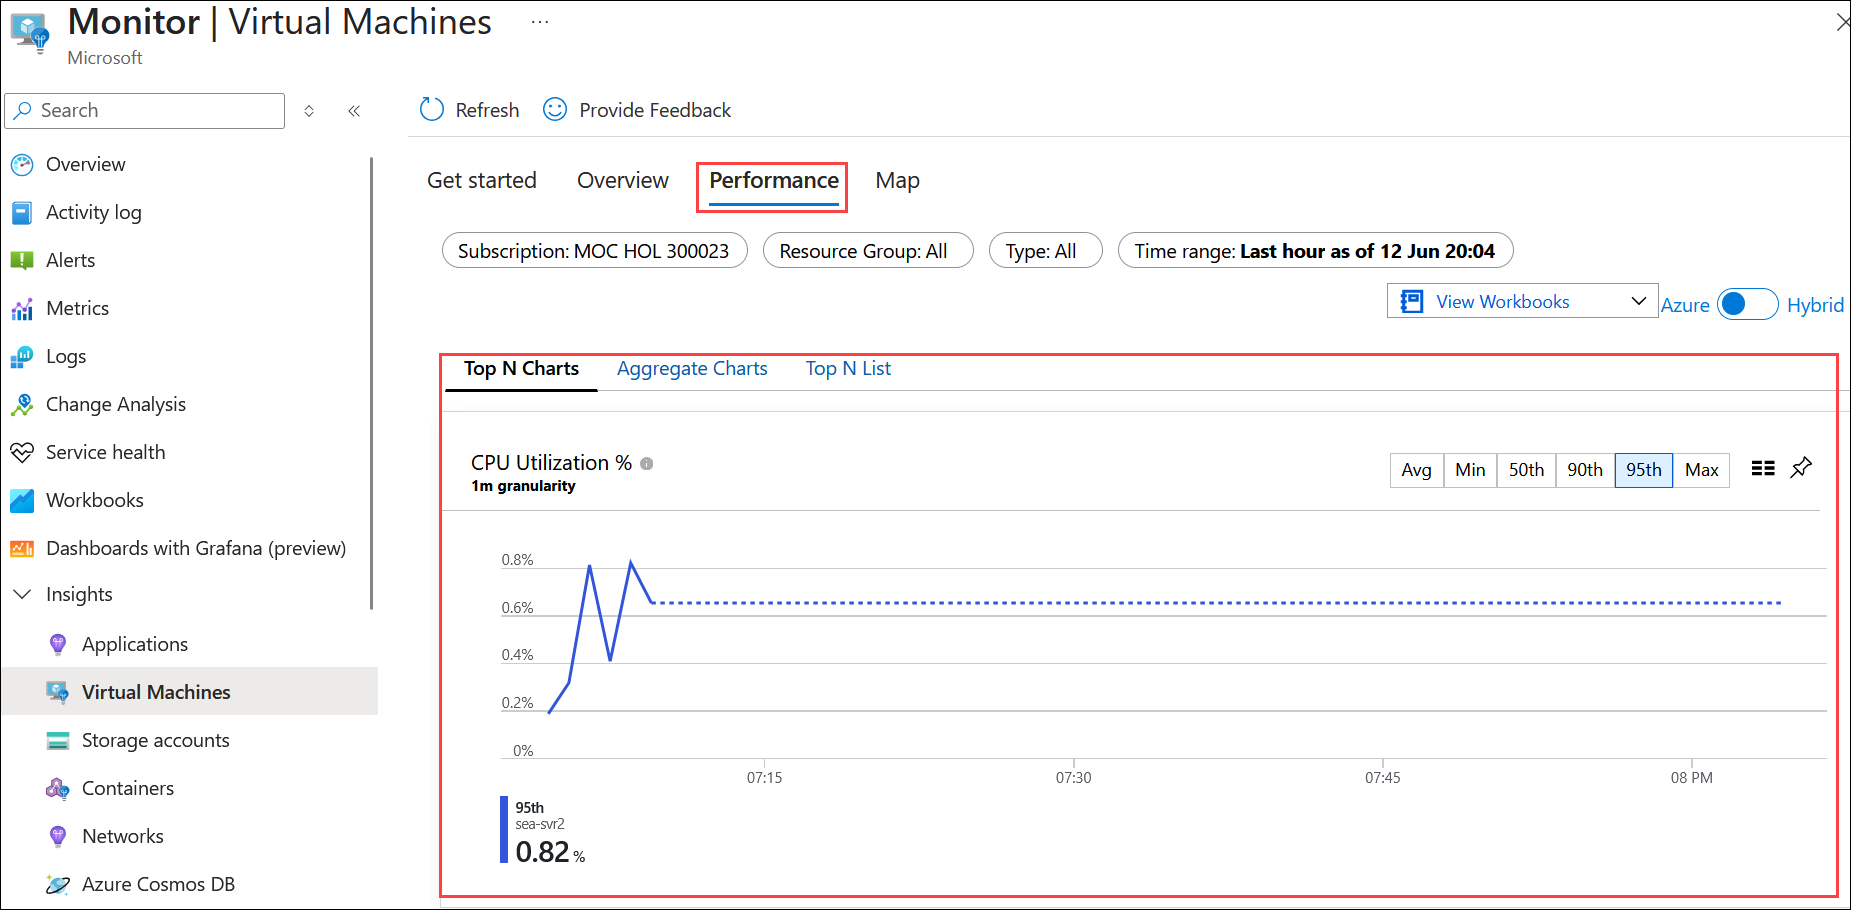 Monitor | Virtual Machines ...
Microsoft
Search
Refresh
Provide Feedback
Overview
Activity log
Alerts
Metrics
Logs
Change Analysis
Service health
Workbooks
Dashboards with Grafana (preview)
Insights
Applications
Virtual Machines
Storage accounts
Containers
Networks
Azure Cosmos DB
Get started
Overview
Performance
Map
Subscription: MOC HOL 300023
Resource Group: All
Type: All
Time range: Last hour as of 12 Jun 20:04
View Workbooks
Azure
Hybrid
Top N Charts
Aggregate Charts
Top N List
CPU Utilization %
1m granularity
Avg
Min
50th
90th
95th
Max
0.8%
0.6%
0.4%
0.2%
0%
07:15
07:30
07:45
08 PM
95th
sea-svr2
0.82 %